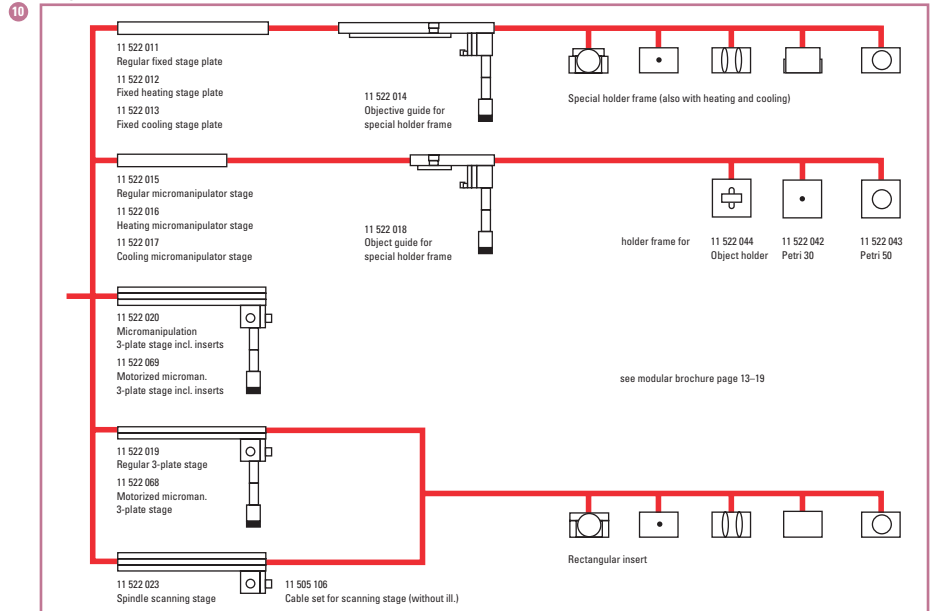 10
11 522 011
Regular fixed stage plate
11 522 012
Fixed heating stage plate
11 522 013
Fixed cooling stage plate
11 522 014
Objective guide for
special holder frame
Special holder frame (also with heating and cooling)
11 522 015
Regular micromanipulator stage
11 522 016
Heating micromanipulator stage
11 522 017
Cooling micromanipulator stage
11 522 018
Object guide for
special holder frame
holder frame for
11 522 044
Object holder
11 522 042
Petri 30
11 522 043
Petri 50
11 522 020
Micromanipulation
3-plate stage incl. inserts
11 522 069
Motorized microman.
3-plate stage incl. inserts
see modular brochure page 13–19
11 522 019
Regular 3-plate stage
11 522 068
Motorized microman.
3-plate stage
Rectangular insert
11 522 023
Spindle scanning stage
11 505 106
Cable set for scanning stage (without ill.)